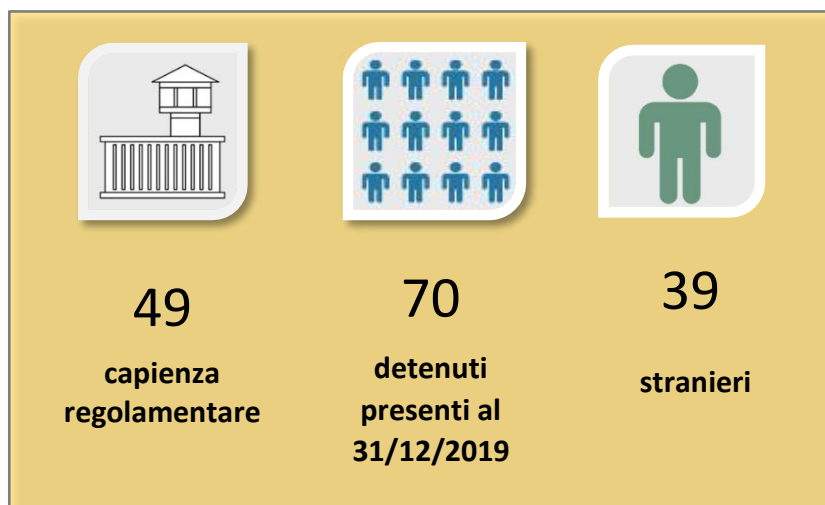 49
capienza
regolamentare
70
detenuti
presenti al
31/12/2019
39
stranieri